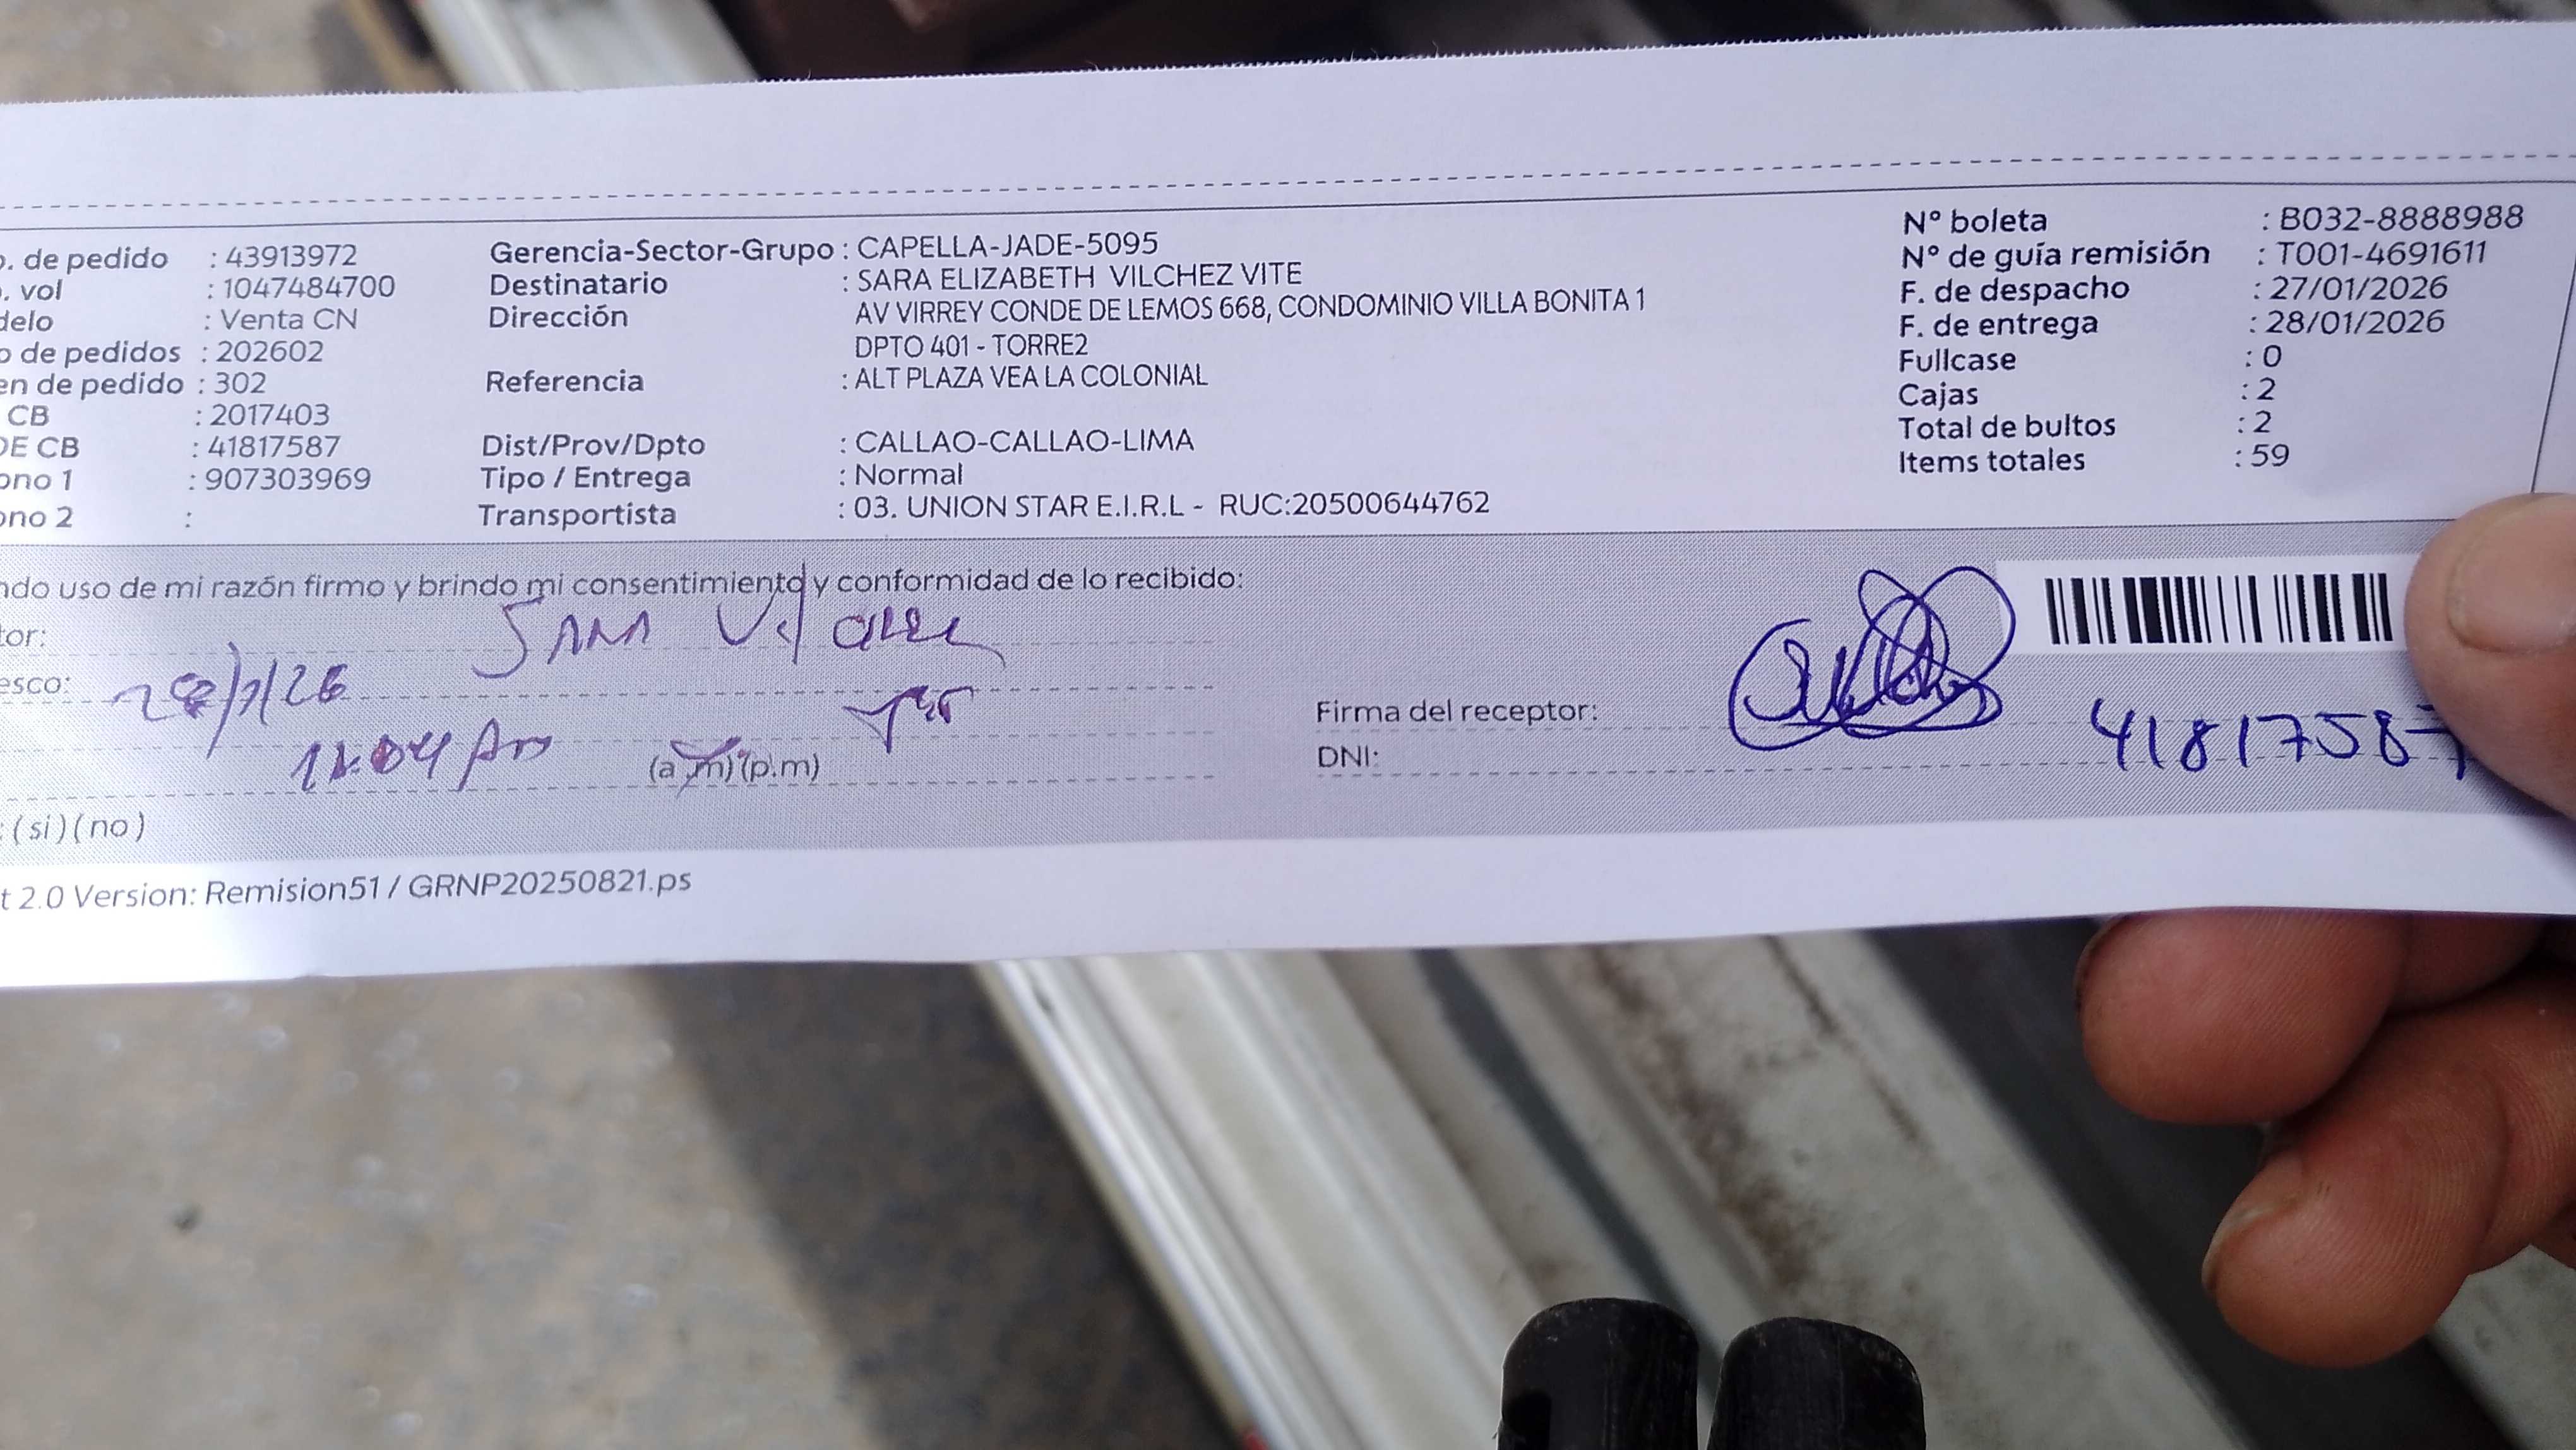 o. de pedido : 43913972
. vol : 1047484700
delo : Venta CN
o de pedidos : 202602
en de pedido : 302
CB : 2017403
DE CB : 41817587
ono 1 : 907303969
ono 2 :
Gerencia-Sector-Grupo : CAPELLA-JADE-5095
Destinatario : SARA ELIZABETH VILCHEZ VITE
Dirección AV VIRREY CONDE DE LEMOS 668, CONDOMINIO VILLA BONITA 1
DPTO 401 - TORRE2
Referencia : ALT PLAZA VEA LA COLONIAL
Dist/Prov/Dpto : CALLAO-CALLAO-LIMA
Tipo / Entrega : Normal
Transportista : 03. UNION STAR E.I.R.L - RUC:20500644762
N° boleta : B032-8888988
N° de guía remisión : T001-4691611
F. de despacho : 27/01/2026
F. de entrega : 28/01/2026
Fullcase : 0
Cajas : 2
Total de bultos : 2
Items totales : 59
ndo uso de mi razón firmo y brindo mi consentimiento y conformidad de lo recibido:
tor: SARA
esco: 28/1/26
(a.m) (p.m)
: (si) (no)
Firma del receptor:
DNI: 41817587
t 2.0 Version: Remision51 / GRNP20250821.ps